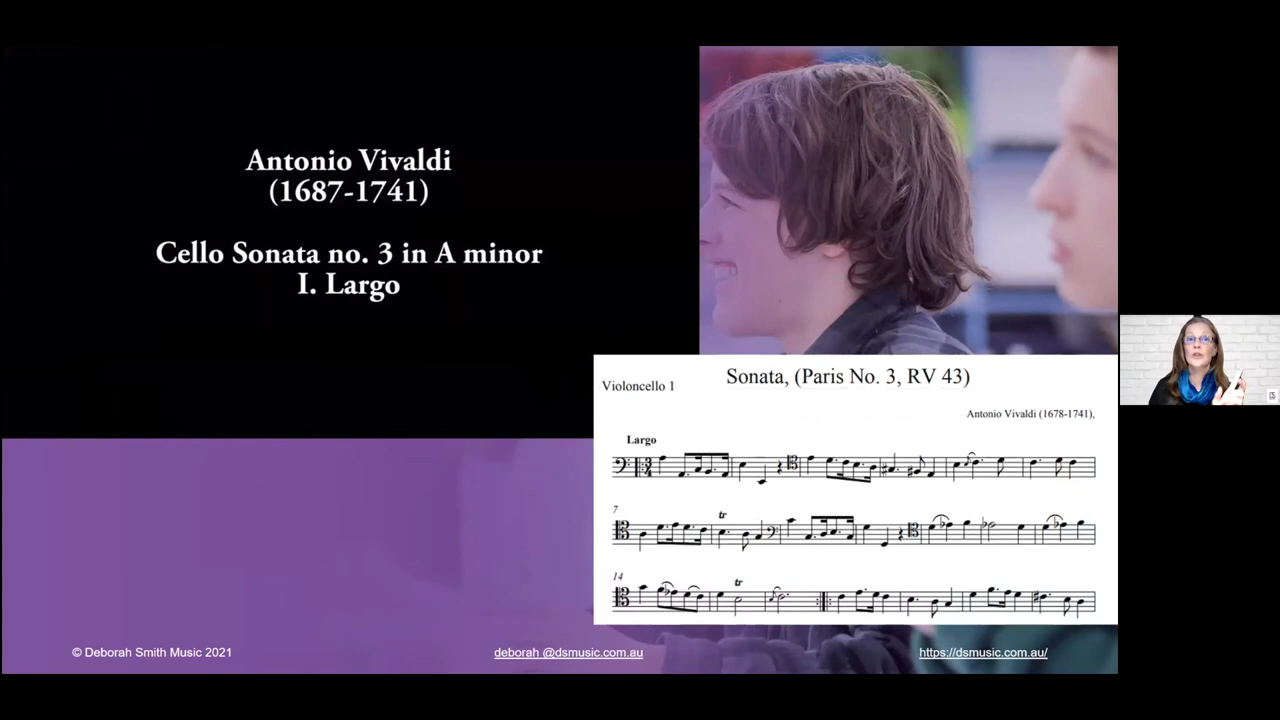 Antonio Vivaldi
(1687-1741)
Cello Sonata no. 3 in A minor
I. Largo
Sonata, (Paris No. 3, RV 43)
Violoncello 1
Antonio Vivaldi (1678-1741),
Largo
3
4
7
tr
14
tr
© Deborah Smith Music 2021
deborah @dsmusic.com.au
https://dsmusic.com.au/